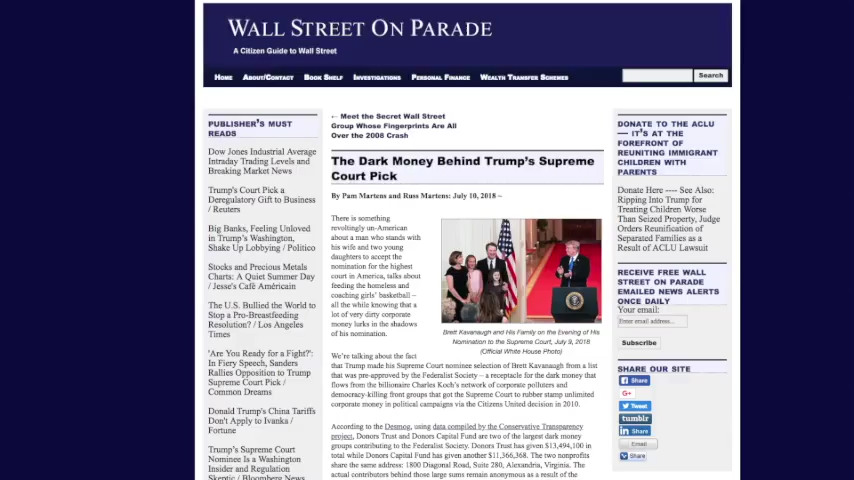 WALL STREET ON PARADE
A Citizen Guide to Wall Street
HOME ABOUT/CONTACT BOOK SHELF INVESTIGATIONS PERSONAL FINANCE WEALTH TRANSFER SCHEMES Search
PUBLISHER'S MUST
READS
Dow Jones Industrial Average
Intraday Trading Levels and
Breaking Market News
Trump's Court Pick a
Deregulatory Gift to Business
/ Reuters
Big Banks, Feeling Unloved
in Trump's Washington,
Shake Up Lobbying / Politico
Stocks and Precious Metals
Charts: A Quiet Summer Day
/ Jesse's Café Américain
The U.S. Bullied the World to
Stop a Pro-Breastfeeding
Resolution? / Los Angeles
Times
'Are You Ready for a Fight?':
In Fiery Speech, Sanders
Rallies Opposition to Trump
Supreme Court Pick /
Common Dreams
Donald Trump's China Tariffs
Don't Apply to Ivanka /
Fortune
Trump's Supreme Court
Nominee Is a Washington
Insider and Regulation
Skeptic / Bloomberg News
← Meet the Secret Wall Street
Group Whose Fingerprints Are All
Over the 2008 Crash
The Dark Money Behind Trump's Supreme
Court Pick
By Pam Martens and Russ Martens: July 10, 2018 ~
There is something
revoltingly un-American
about a man who stands with
his wife and two young
daughters to accept the
nomination for the highest
court in America, talks about
feeding the homeless and
coaching girls' basketball –
all the while knowing that a
lot of very dirty corporate
money lurks in the shadows
of his nomination.
Brett Kavanaugh and His Family on the Evening of His
Nomination to the Supreme Court, July 9, 2018
(Official White House Photo)
We're talking about the fact
that Trump made his Supreme Court nominee selection of Brett Kavanaugh from a list
that was pre-approved by the Federalist Society – a receptacle for the dark money that
flows from the billionaire Charles Koch's network of corporate polluters and
democracy-killing front groups that got the Supreme Court to rubber stamp unlimited
corporate money in political campaigns via the Citizens United decision in 2010.
According to the Desmog, using data compiled by the Conservative Transparency
project, Donors Trust and Donors Capital Fund are two of the largest dark money
groups contributing to the Federalist Society. Donors Trust has given $13,494,100 in
total while Donors Capital Fund has given another $11,366,368. The two nonprofits
share the same address: 1800 Diagonal Road, Suite 280, Alexandria, Virginia. The
actual contributors behind those large sums remain anonymous as a result of the
DONATE TO THE ACLU
— IT'S AT THE
FOREFRONT OF
REUNITING IMMIGRANT
CHILDREN WITH
PARENTS
Donate Here ---- See Also:
Ripping Into Trump for
Treating Children Worse
Than Seized Property, Judge
Orders Reunification of
Separated Families as a
Result of ACLU Lawsuit
RECEIVE FREE WALL
STREET ON PARADE
EMAILED NEWS ALERTS
ONCE DAILY
Your email:
Enter email address...
Subscribe
SHARE OUR SITE
Share
G+
Tweet
tumblr
in Share
Email
Share